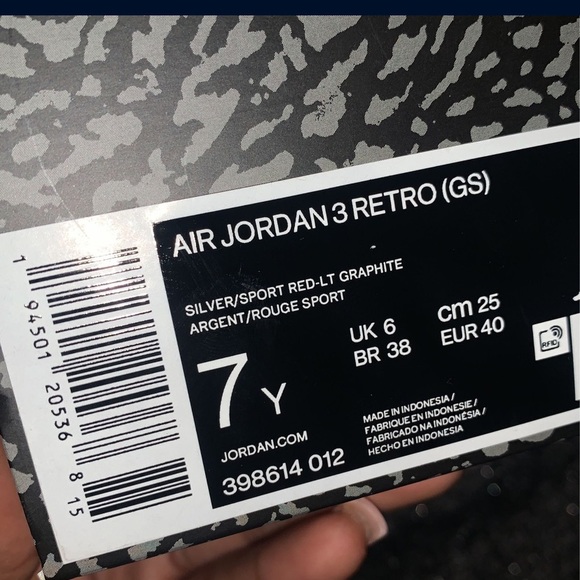 AIR JORDAN 3 RETRO (GS)
SILVER/SPORT RED-LT GRAPHITE
ARGENT/ROUGE SPORT
7 Y
UK 6
BR 38
cm 25
EUR 40
RFID
JORDAN.COM
398614 012
MADE IN INDONESIA /
FABRIQUE EN INDONESIE/
FABRICADO NA INDONÉSIA /
HECHO EN INDONESIA
1 94501 20536 8 15